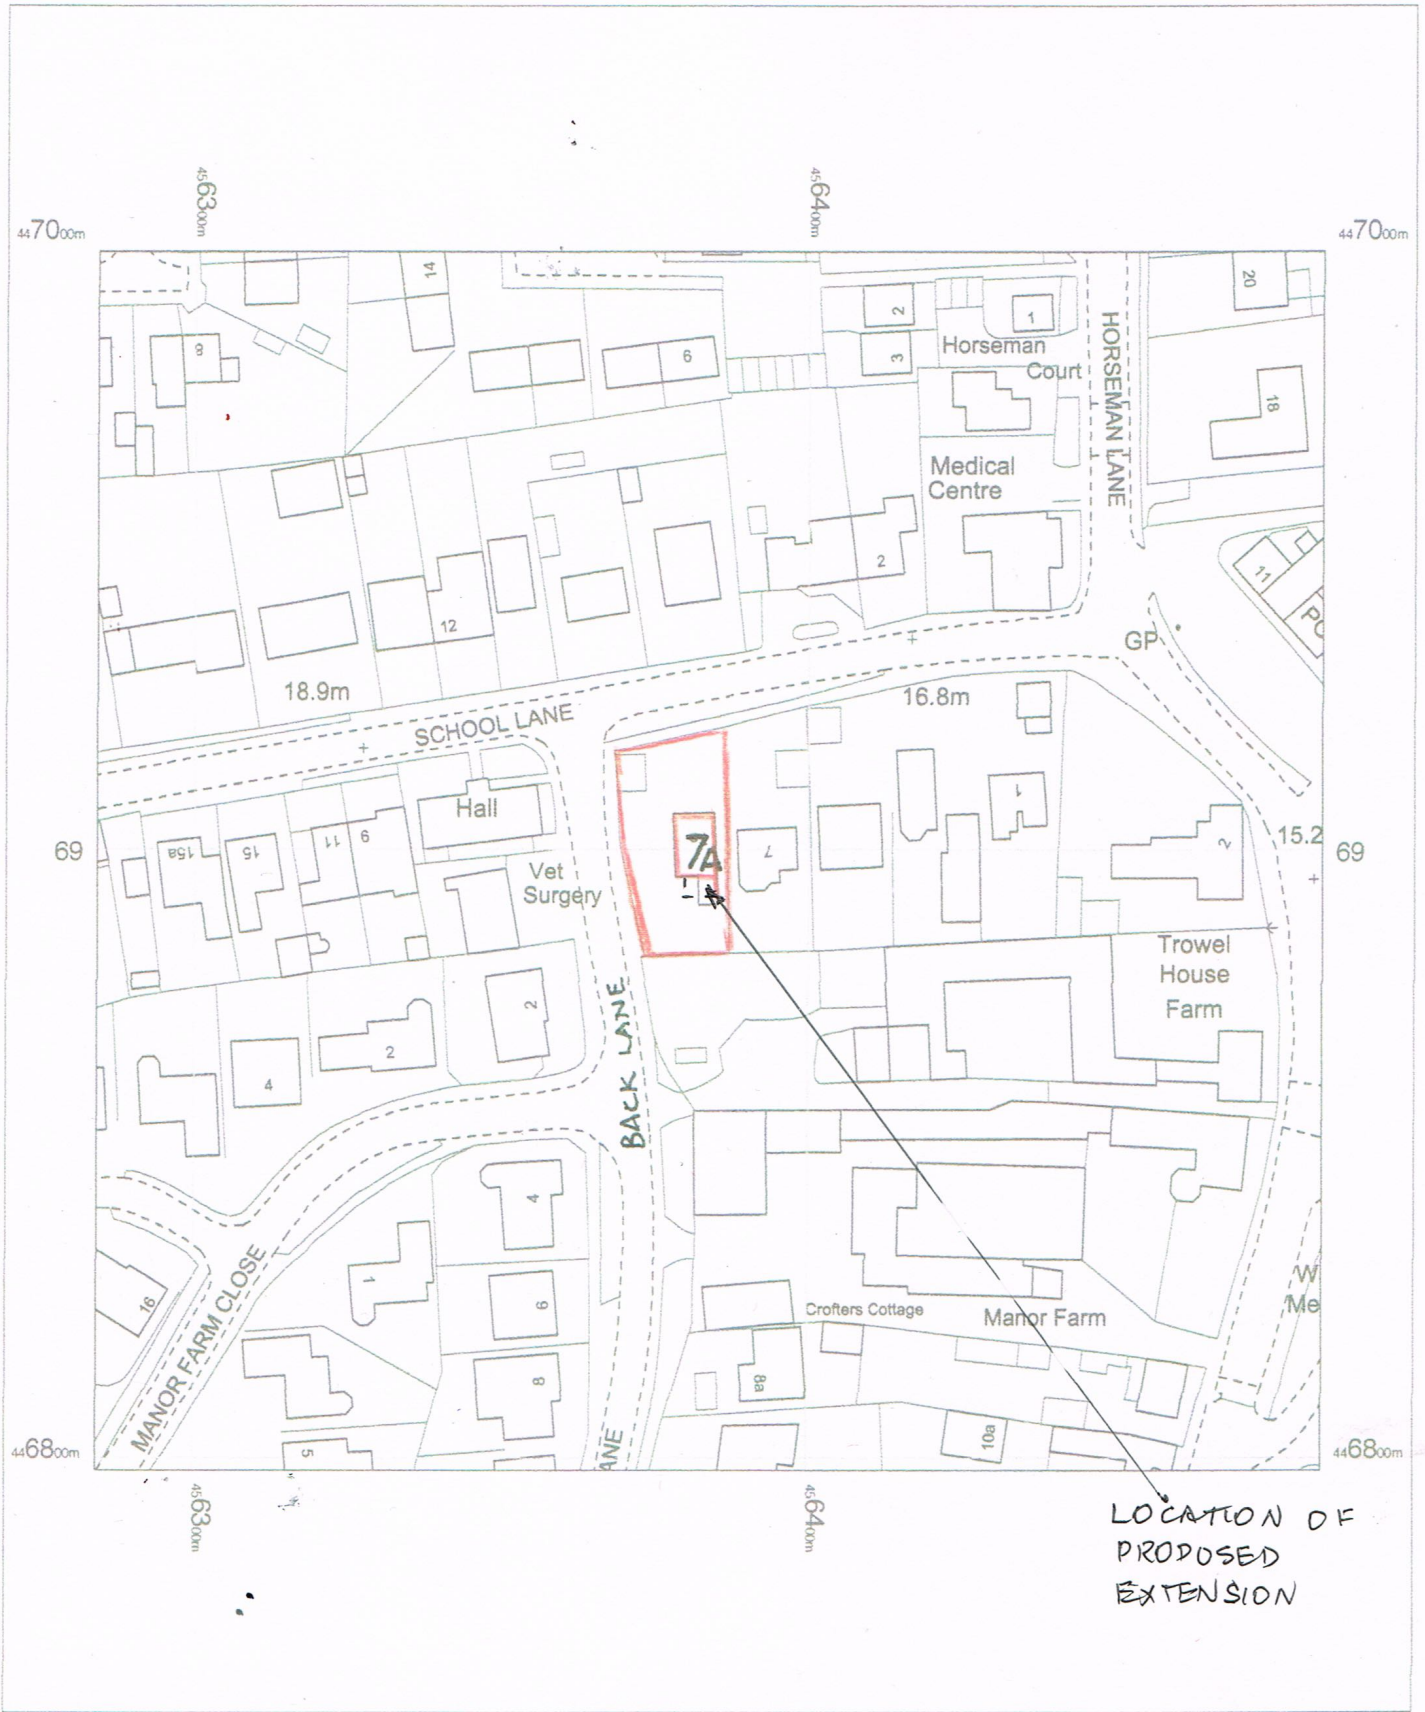 456300m
456400m
447000m
447000m
14
20
2
1
HORSEMAN LANE
8
6
3
Horseman
Court
18
Medical
Centre
2
11
PO
12
GP
18.9m
16.8m
SCHOOL LANE
Hall
1
69
15a
15
11
9
7A
7
2
15.2
69
Vet
Surgery
Trowel
House
Farm
2
2
4
BACK LANE
4
1
6
MANOR FARM CLOSE
16
W
Me
Crofters Cottage
Manor Farm
8
8a
10a
5
ANE
446800m
446800m
456300m
456400m
LOCATION OF
PRODOSED
EXTENSION